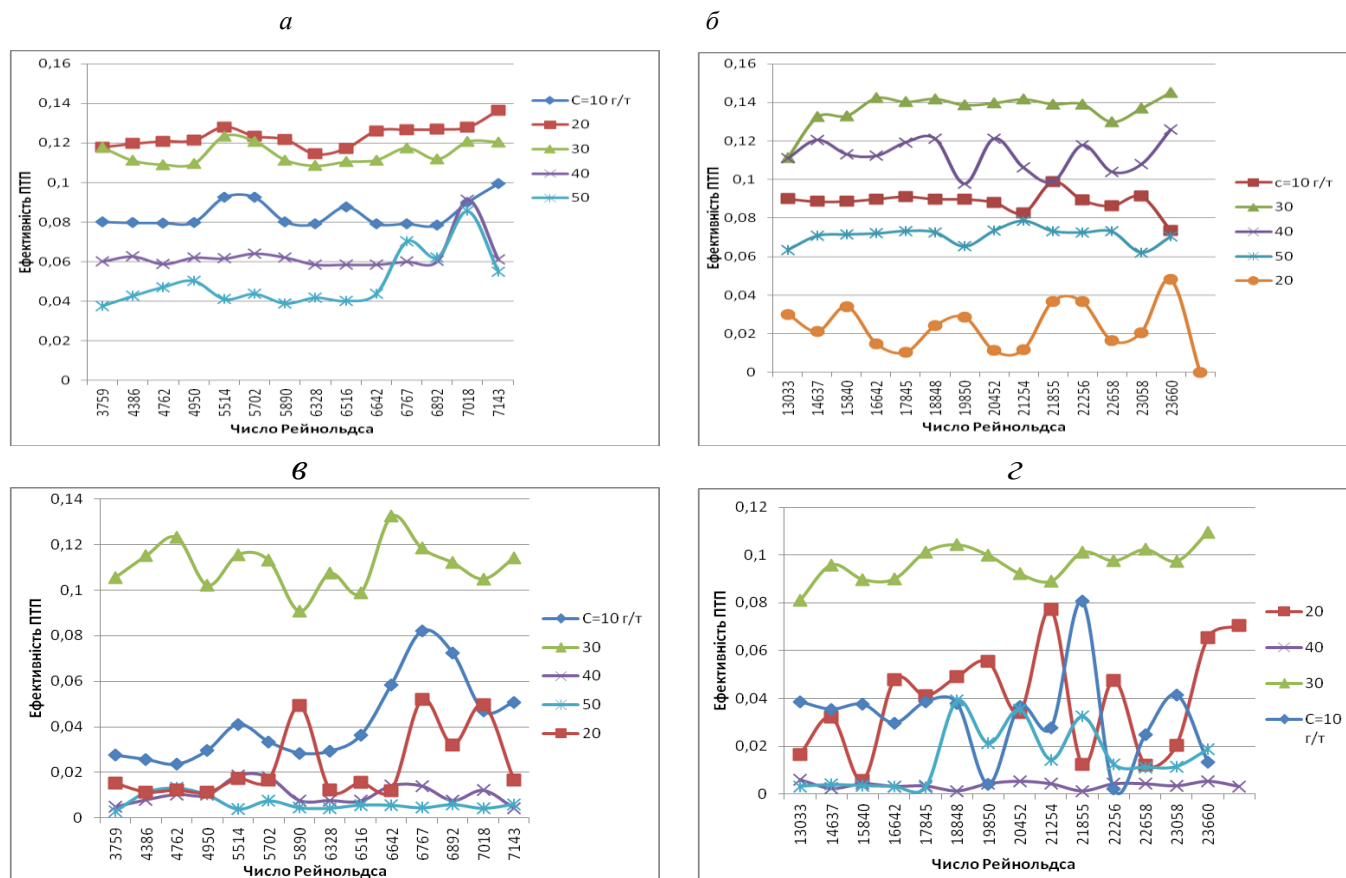 а
б
Ефективність ПТП
0,16
0,14
0,12
0,1
0,08
0,06
0,04
0,02
0
3759 4386 4762 4950 5514 5702 5890 6328 6516 6642 6767 6892 7018 7143
Число Рейнольдса
С=10 г/т
20
30
40
50
Ефективність ПТП
0,16
0,14
0,12
0,1
0,08
0,06
0,04
0,02
0
13033 14637 15840 16642 17845 18848 19850 20452 21254 21855 22256 22658 23058 23660
Число Рейнольдса
с=10 г/т
30
40
50
20
в
г
Ефективність ПТП
0,14
0,12
0,1
0,08
0,06
0,04
0,02
0
3759 4386 4762 4950 5514 5702 5890 6328 6516 6642 6767 6892 7018 7143
Число Рейнольдса
С=10 г/т
30
40
50
20
Ефективність ПТП
0,12
0,1
0,08
0,06
0,04
0,02
0
13033 14637 15840 16642 17845 18848 19850 20452 21254 21855 22256 22658 23058 23660
Число Рейнольдса
20
40
30
С=10
г/т